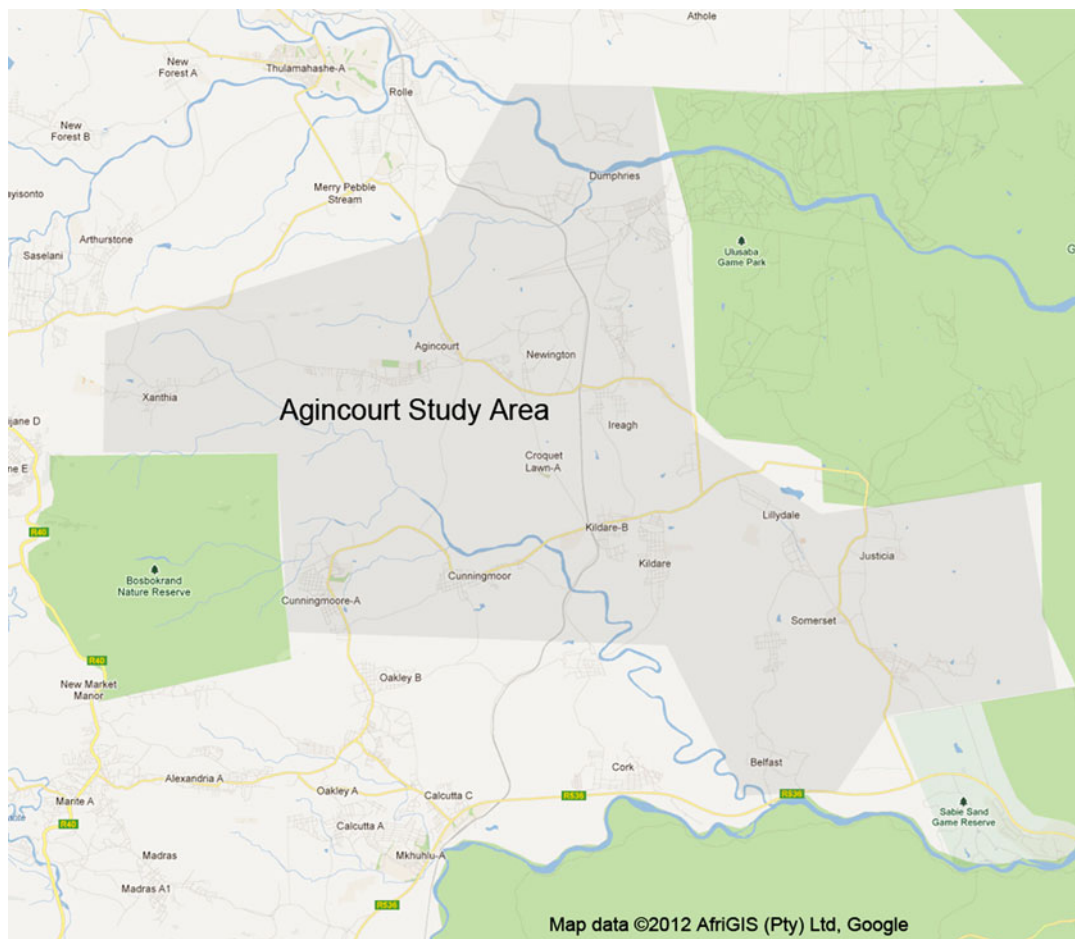 Athole
New
Forest A
Thulamahashe-A
Rolle
New
Forest B
Dumphries
ayisonto
Merry Pebble
Stream
Arthurstone
Saselani
Ulusaba
Game Park
G
Agincourt
Newington
Xanthia
Agincourt Study Area
ijane D
Ireagh
Croquet
Lawn-A
ne E
Lillydale
R40
Kildare-B
Justicia
Kildare
Bosbokrand
Nature Reserve
Cunningmoor
Cunningmoore-A
Somerset
R40
New Market
Manor
Oakley B
Belfast
Cork
Alexandria A
Oakley A
Calcutta C
R536
R536
Marite A
Sabie Sand
Game Reserve
R40
Calcutta A
Madras
Mkhuhlu-A
Madras A1
R536
Map data ©2012 AfriGIS (Pty) Ltd, Google